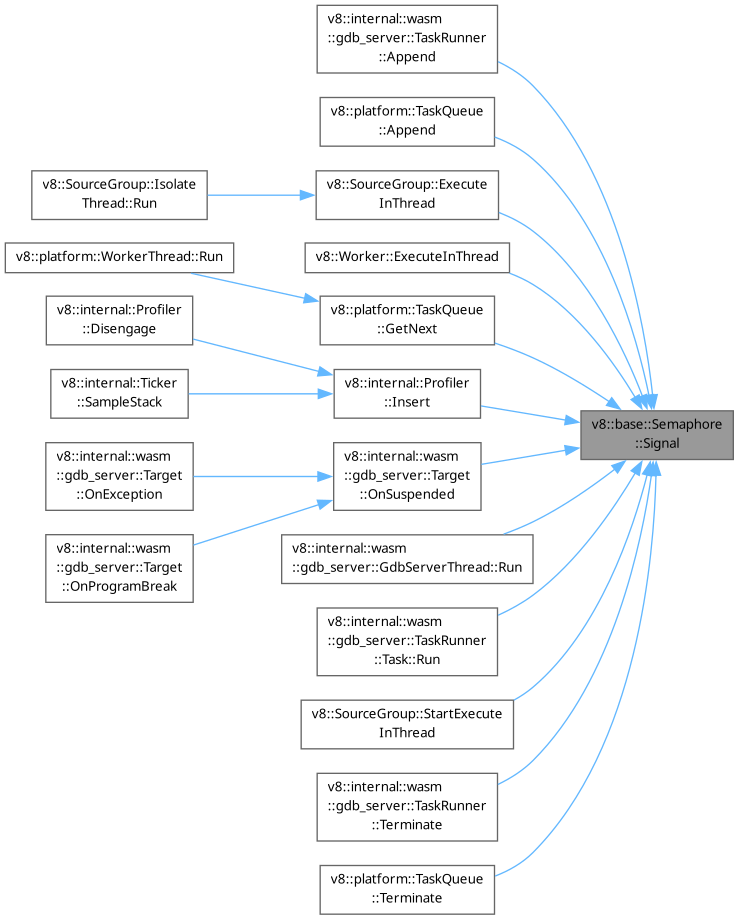 v8::internal::wasm
::gdb_server::TaskRunner
::Append
v8::platform::TaskQueue
::Append
v8::SourceGroup::Isolate
Thread::Run
v8::SourceGroup::Execute
InThread
v8::platform::WorkerThread::Run
v8::Worker::ExecuteInThread
v8::internal::Profiler
::Disengage
v8::platform::TaskQueue
::GetNext
v8::internal::Ticker
::SampleStack
v8::internal::Profiler
::Insert
v8::base::Semaphore
::Signal
v8::internal::wasm
::gdb_server::Target
::OnException
v8::internal::wasm
::gdb_server::Target
::OnSuspended
v8::internal::wasm
::gdb_server::Target
::OnProgramBreak
v8::internal::wasm
::gdb_server::GdbServerThread::Run
v8::internal::wasm
::gdb_server::TaskRunner
::Task::Run
v8::SourceGroup::StartExecute
InThread
v8::internal::wasm
::gdb_server::TaskRunner
::Terminate
v8::platform::TaskQueue
::Terminate